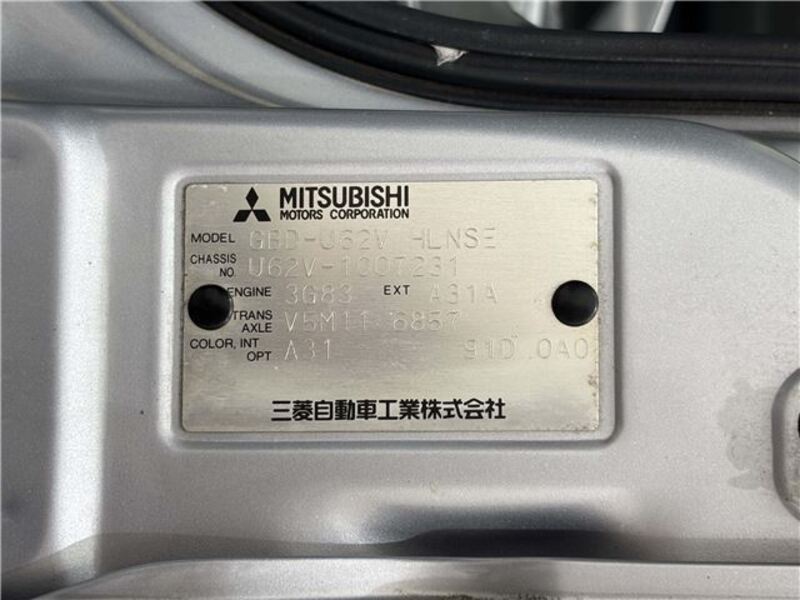 MITSUBISHI
MOTORS CORPORATION
MODEL GBD-U62V HLNSE
CHASSIS NO. U62V-1007231
ENGINE 3G83 EXT A31A
TRANS AXLE V5M11 6857
COLOR, INT OPT A31 91D 0A0
三菱自動車工業株式会社